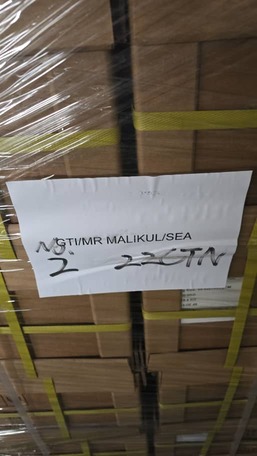 GTI/MR MALIKUL/SEA
No.
2 22CTN